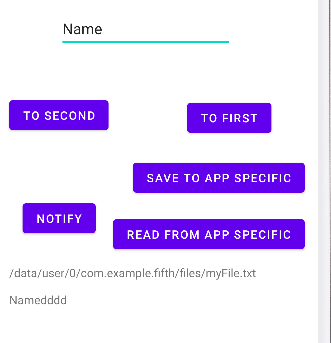 Name
TO SECOND
TO FIRST
SAVE TO APP SPECIFIC
NOTIFY
READ FROM APP SPECIFIC
/data/user/0/com.example.fifth/files/myFile.txt
Namedddd